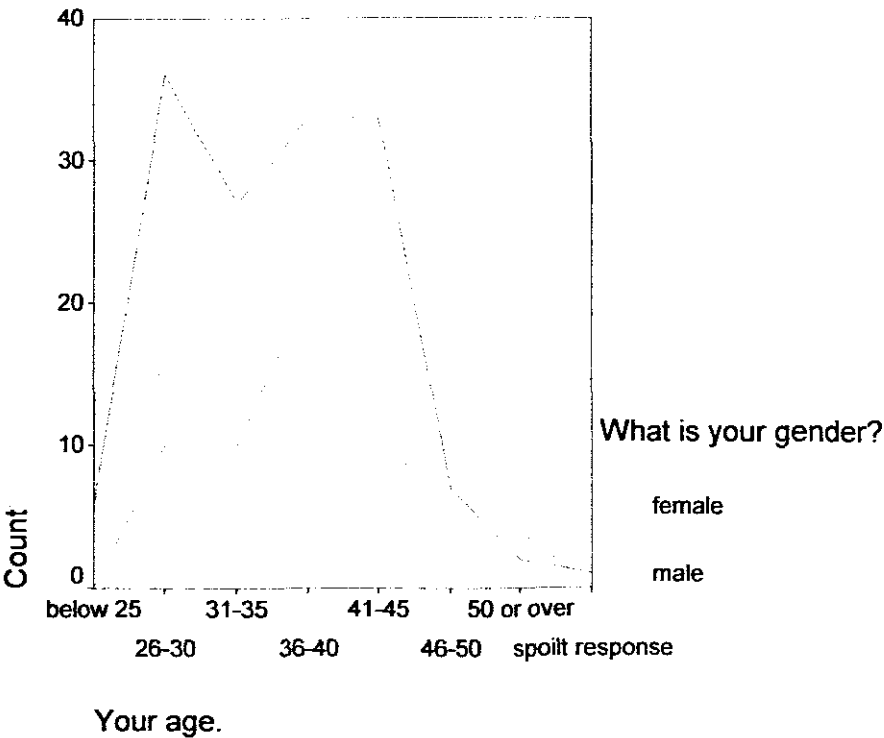 40
30
20
10
0
Count
below 25 31-35 41-45 50 or over
26-30 36-40 46-50 spoilt response
Your age.
What is your gender?
female
male